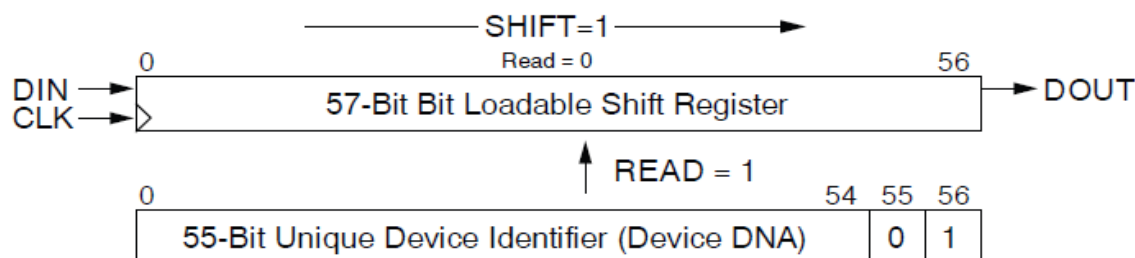 SHIFT=1
0 Read = 0 56
DIN
CLK
57-Bit Bit Loadable Shift Register
DOUT
READ = 1
0 54 55 56
55-Bit Unique Device Identifier (Device DNA) 0 1